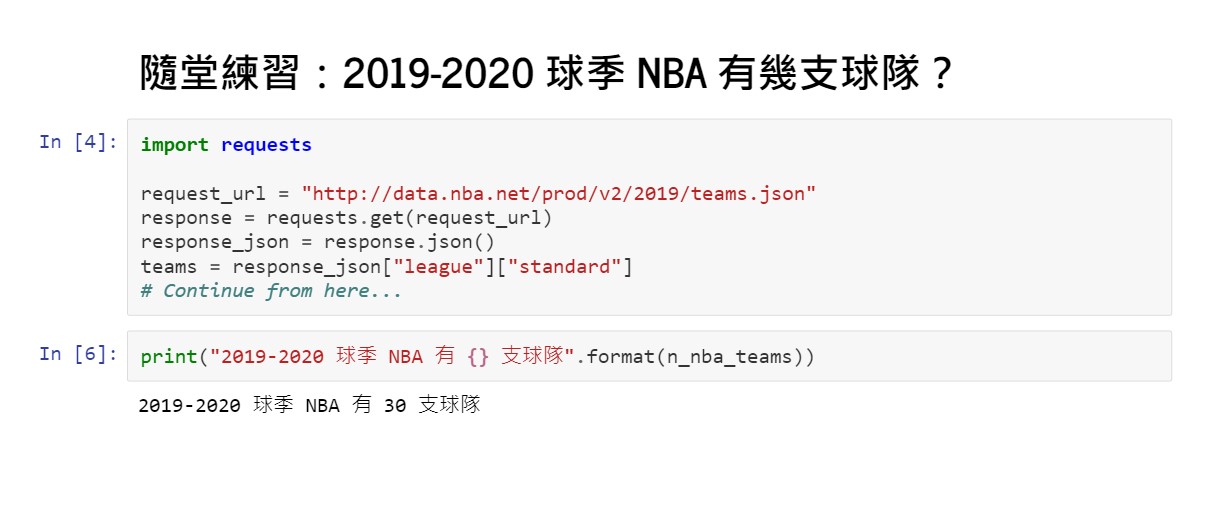 隨堂練習：2019-2020 球季 NBA 有幾支球隊？
In [4]:
import requests
request_url = "http://data.nba.net/prod/v2/2019/teams.json"
response = requests.get(request_url)
response_json = response.json()
teams = response_json["league"]["standard"]
# Continue from here...
In [6]:
print("2019-2020 球季 NBA 有 {} 支球隊".format(n_nba_teams))
2019-2020 球季 NBA 有 30 支球隊